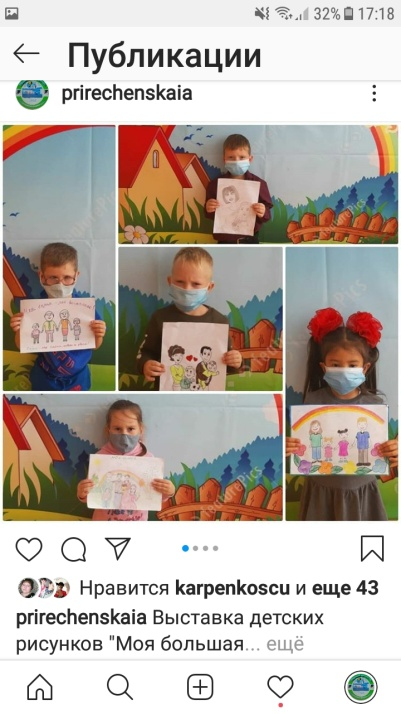 32% 17:18
Публикации
prirechenskaia
Нравится karpenkoscu и еще 43
prirechenskaia Выставка детских
рисунков "Моя большая... ещё